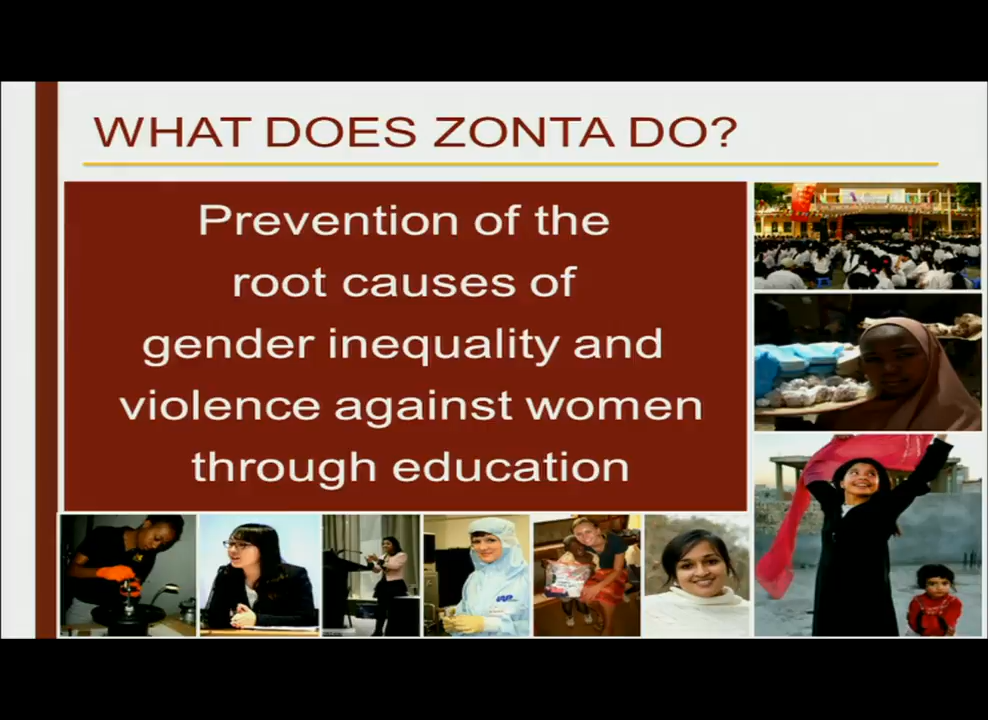 WHAT DOES ZONTA DO?
Prevention of the
root causes of
gender inequality and
violence against women
through education